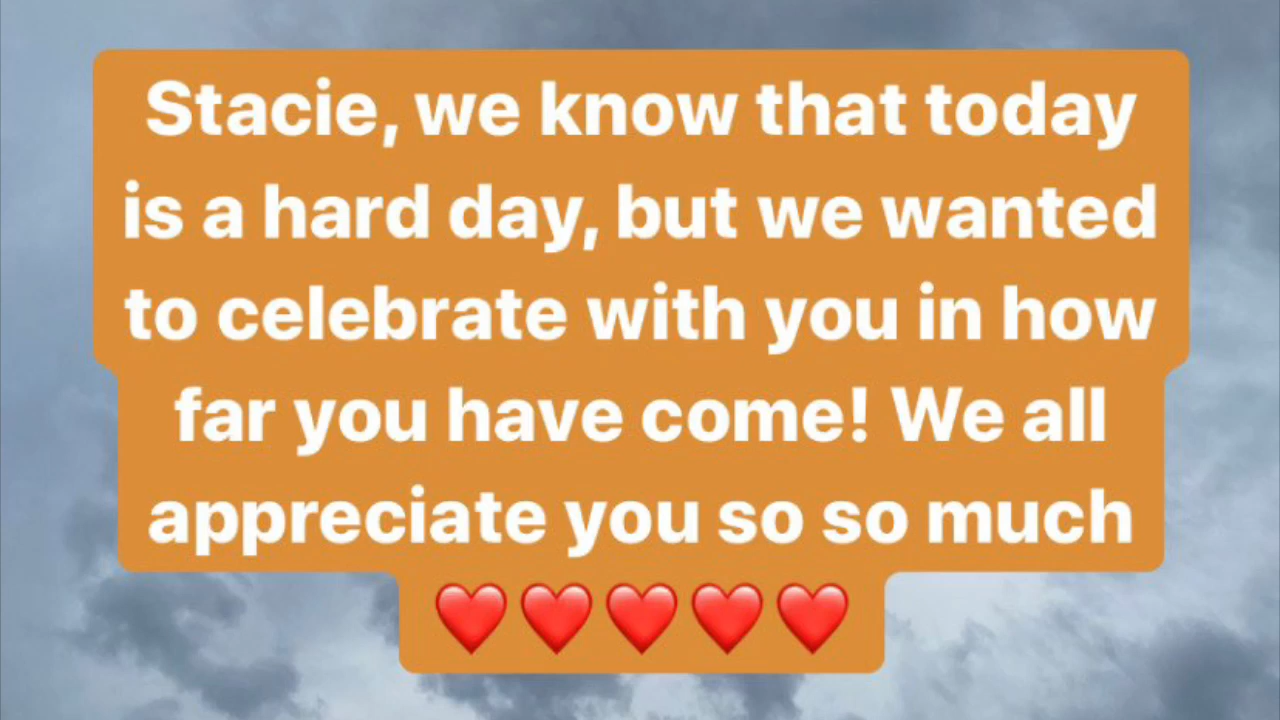 Stacie, we know that today
is a hard day, but we wanted
to celebrate with you in how
far you have come! We all
appreciate you so so much
❤️❤️❤️❤️❤️